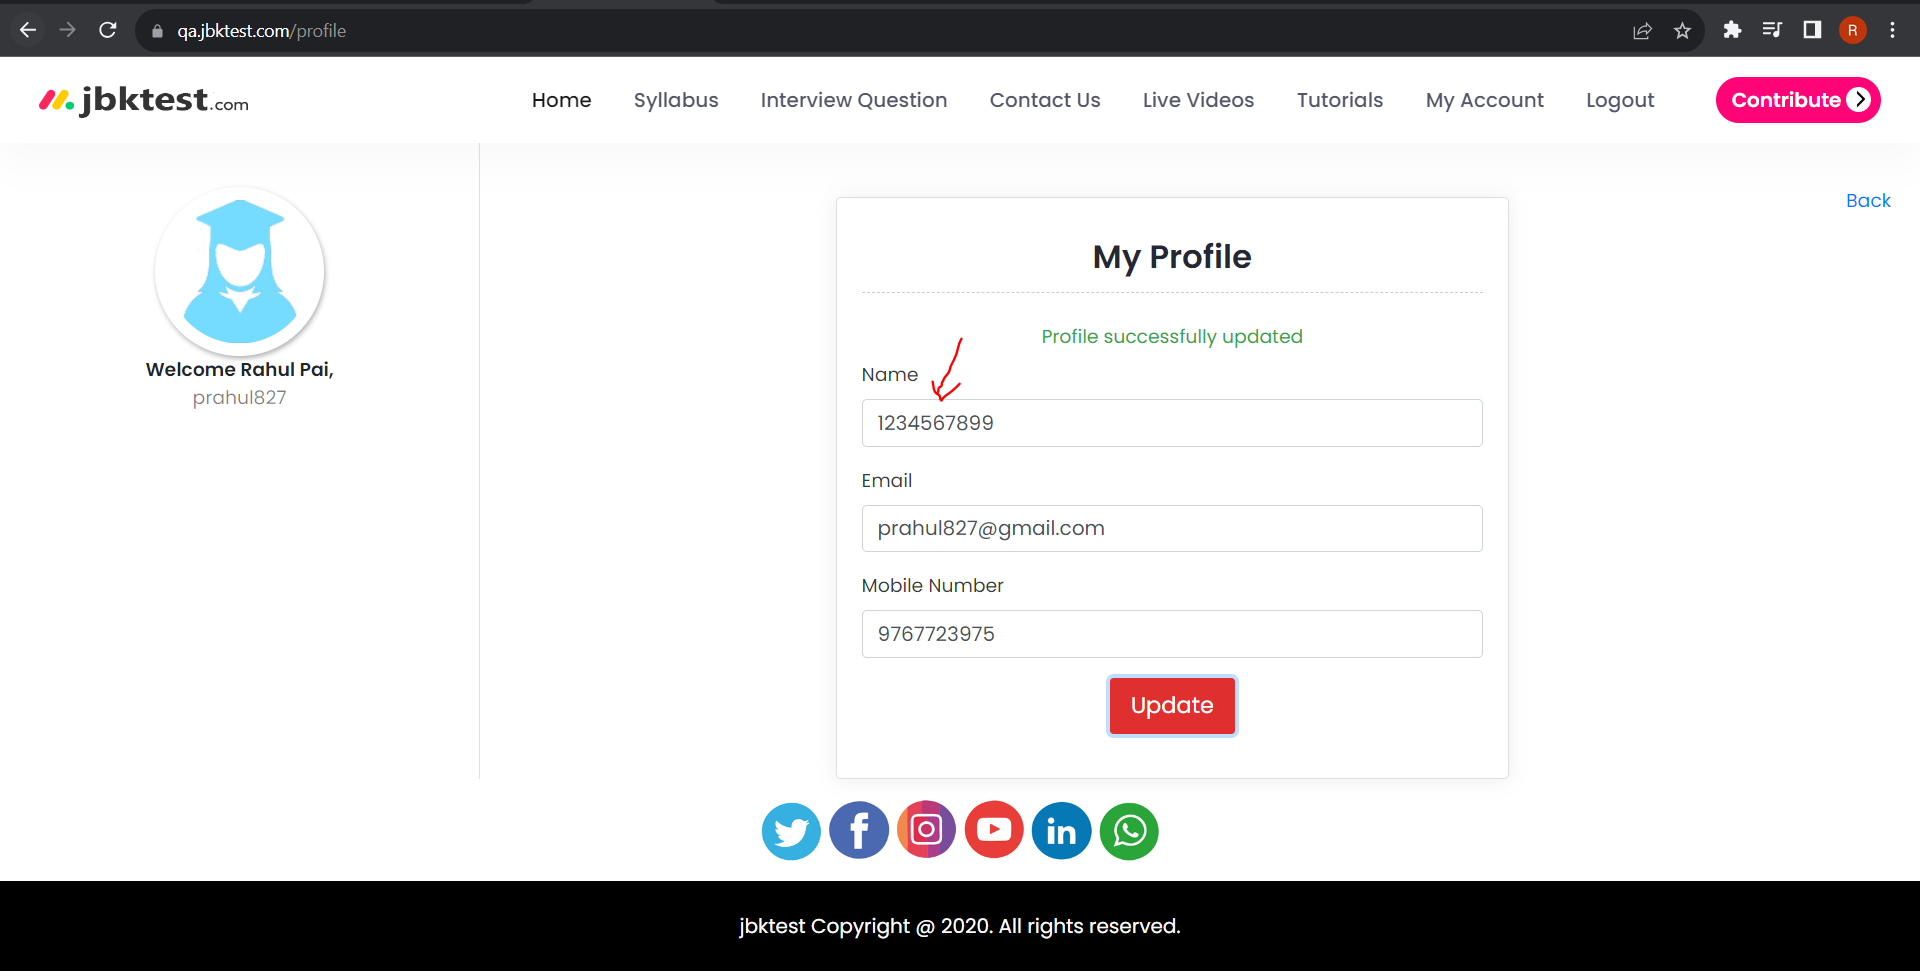 qa.jbktest.com/profile
R
jbktest.com
Home Syllabus Interview Question Contact Us Live Videos Tutorials My Account Logout Contribute
Back
Welcome Rahul Pai,
prahul827
My Profile
Profile successfully updated
Name
1234567899
Email
prahul827@gmail.com
Mobile Number
9767723975
Update
jbktest Copyright @ 2020. All rights reserved.